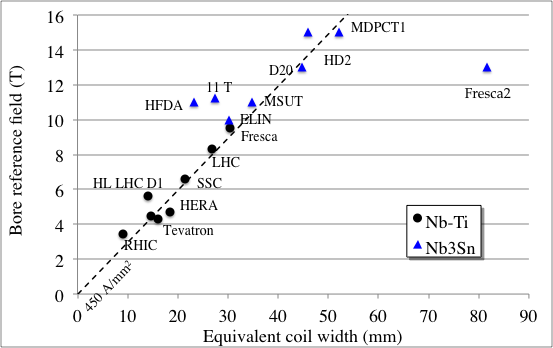 Bore reference field (T)
16
14
12
10
8
6
4
2
0
MDPCT1
HD2
D20
Fresca2
11 T
HFDA
MSUT
ELIN
Fresca
LHC
HL LHC D1
SSC
HERA
Tevatron
RHIC
450 A/mm²
Nb-Ti
Nb3Sn
0 10 20 30 40 50 60 70 80 90
Equivalent coil width (mm)